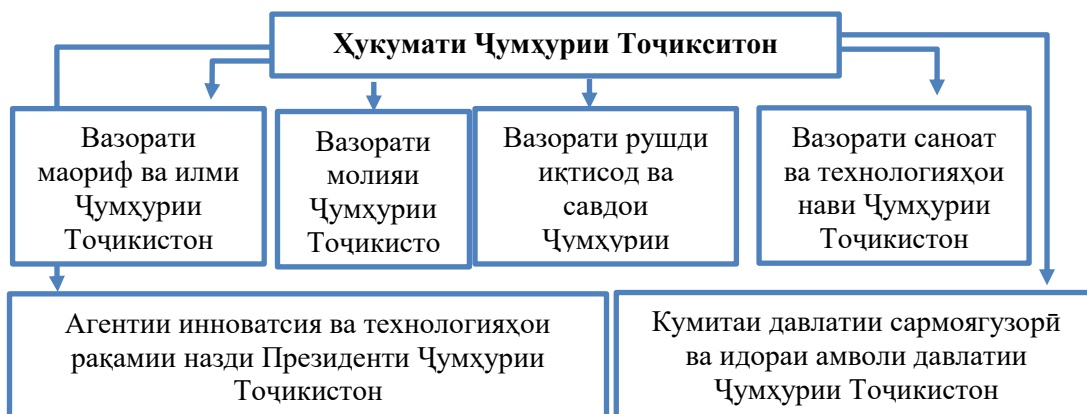 Ҳукумати Ҷумҳурии Тоҷикситон
Вазорати
маориф ва илми
Ҷумҳурии
Тоҷикистон
Вазорати
молияи
Ҷумҳурии
Тоҷикисто
Вазорати рушди
иқтисод ва
савдои
Ҷумҳурии
Вазорати саноат
ва технологияҳои
нави Ҷумҳурии
Тоҷикистон
Агентии инноватсия ва технологияҳои
рақамии назди Президенти Ҷумҳурии
Тоҷикистон
Кумитаи давлатии сармоягузорӣ
ва идораи амволи давлатии
Ҷумҳурии Тоҷикистон